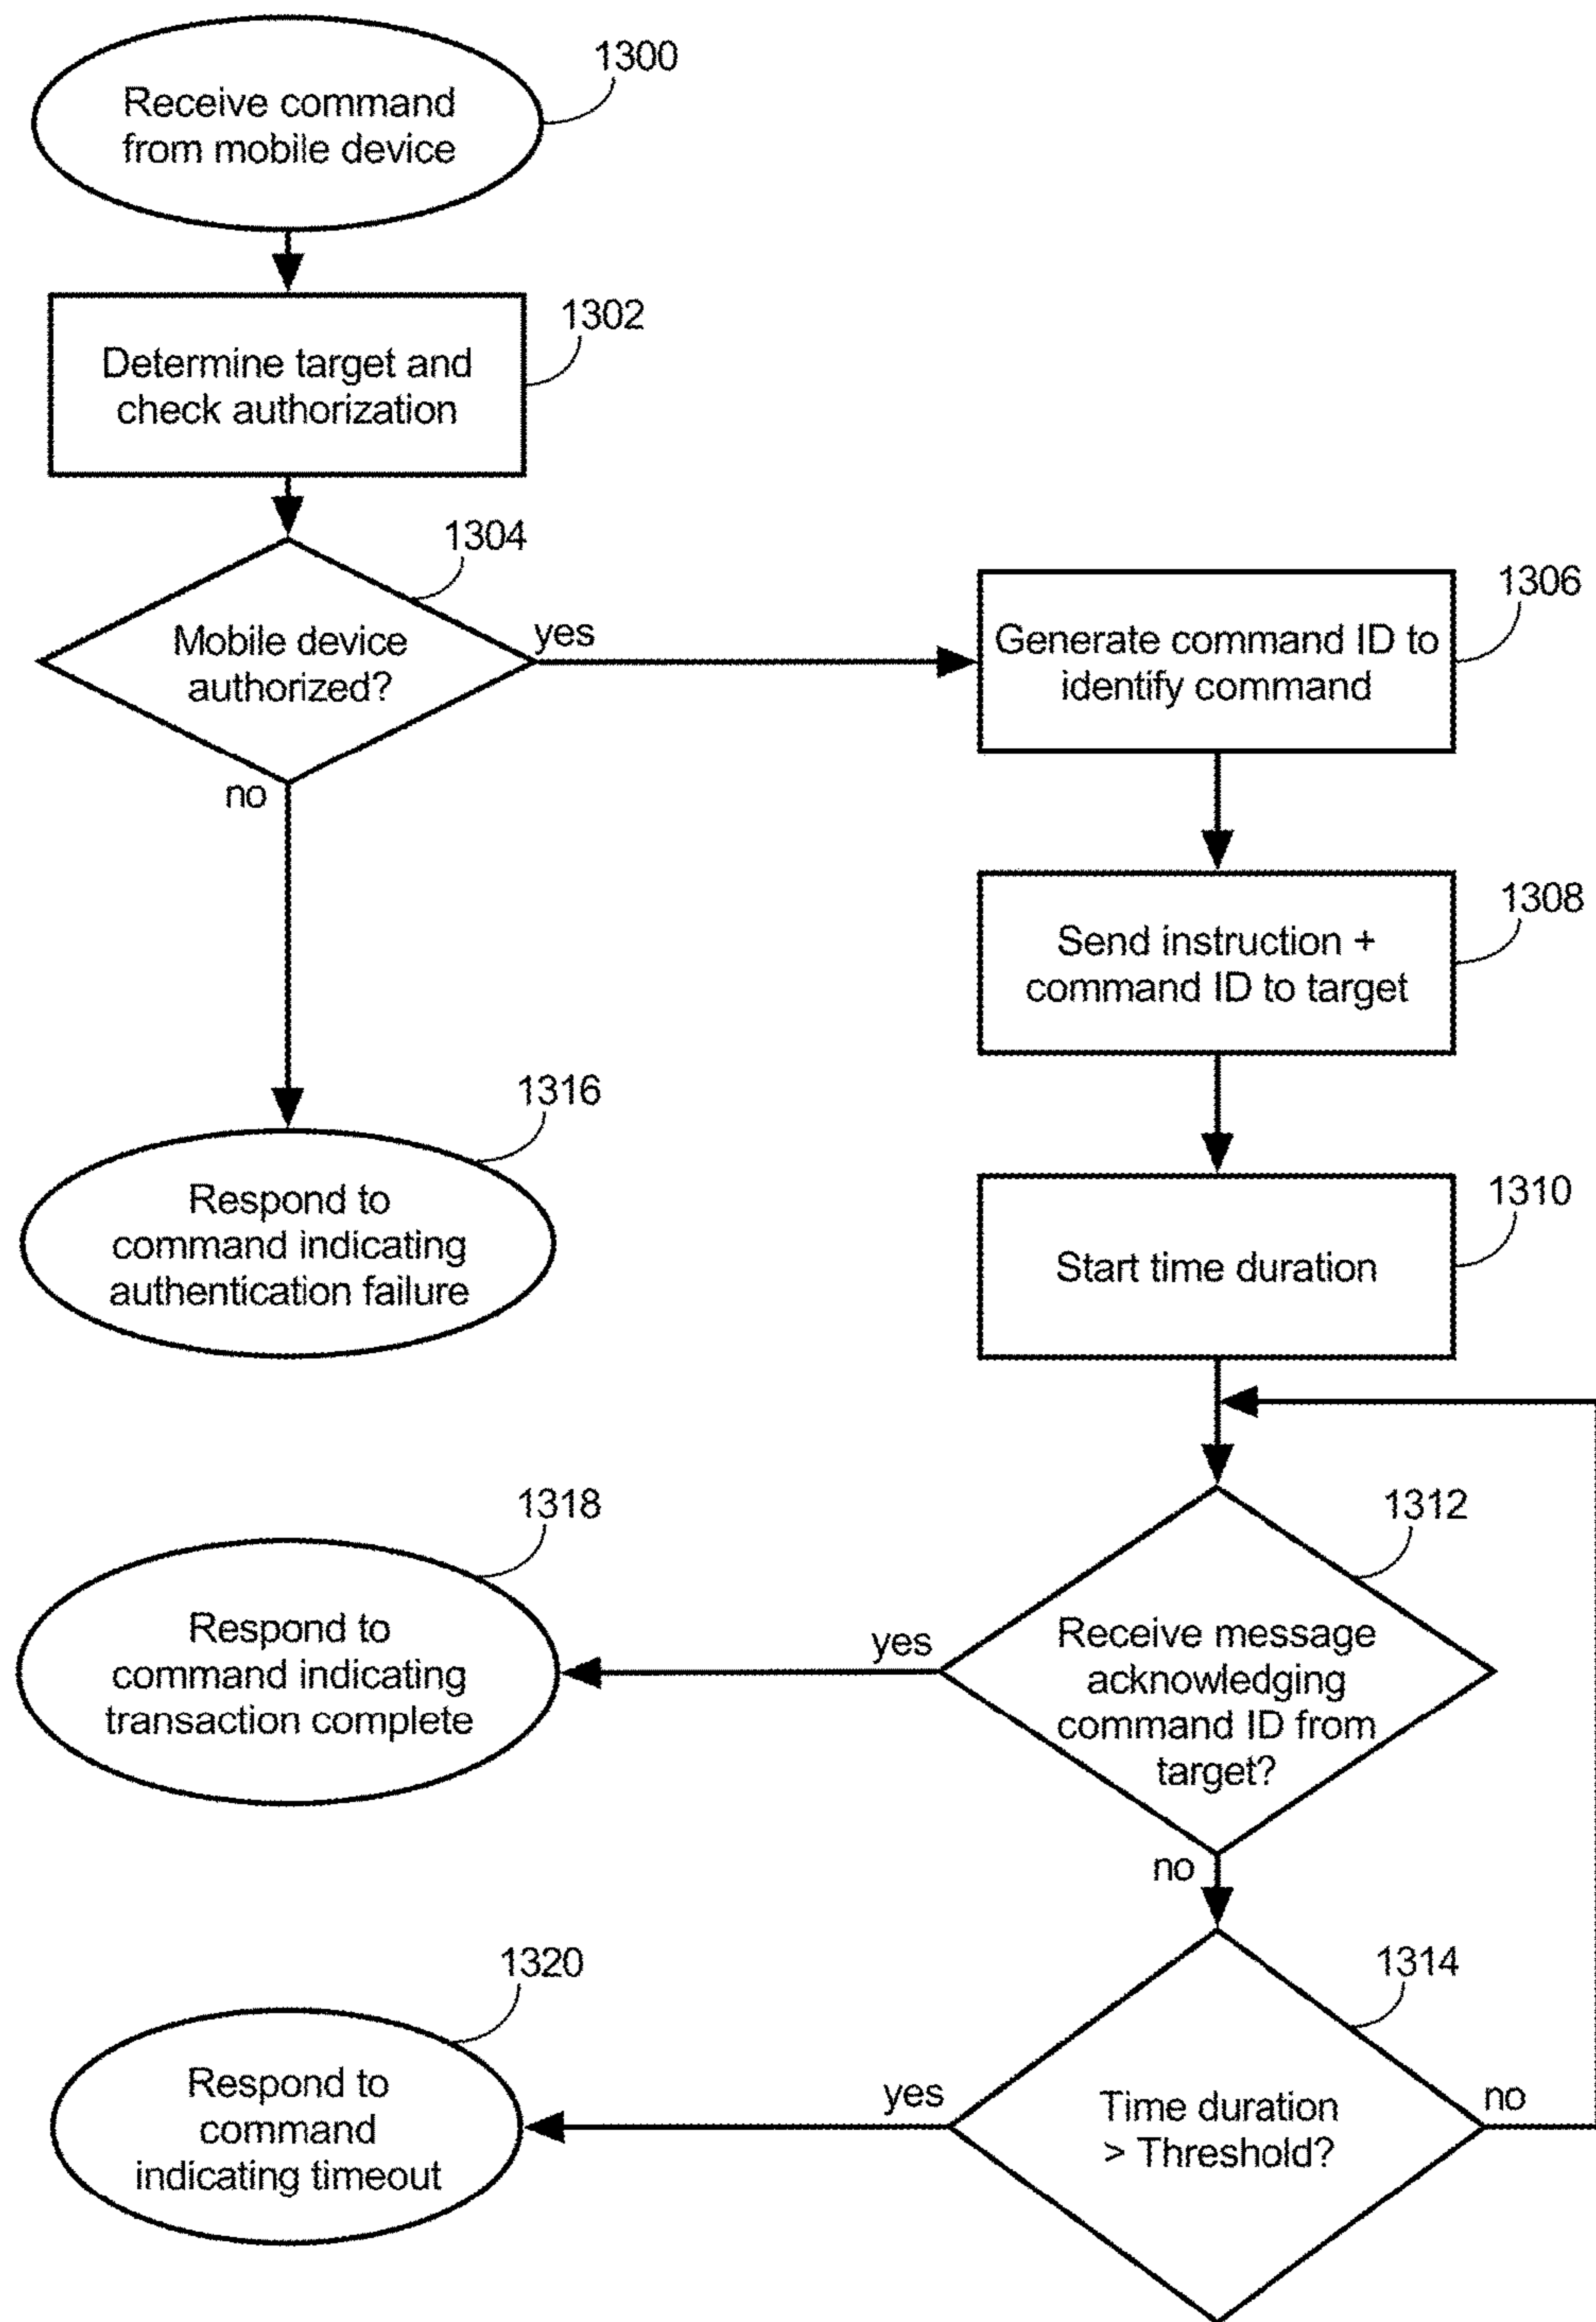 1300
Receive command
from mobile device
1302
Determine target and
check authorization
1304
Mobile device
authorized?
yes
no
1306
Generate command ID to
identify command
1308
Send instruction +
command ID to target
1316
Respond to
command indicating
authentication failure
1310
Start time duration
1318
Respond to
command indicating
transaction complete
1312
yes
Receive message
acknowledging
command ID from
target?
no
1320
Respond to
command
indicating timeout
1314
yes
Time duration
> Threshold?
no